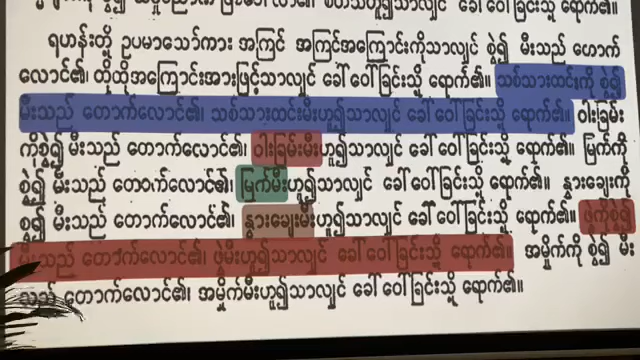 ခေါ်ဝေါ်ခြင်းသို့ ရောက်၏။
ရဟန်းတို့ ဥပမာသော်ကား အကြင် အကြင်အကြောင်းကိုသာလျှင် စွဲ၍ မီးသည် တောက်
လောင်၏၊ ထိုထိုအကြောင်းအားဖြင့်သာလျှင် ခေါ်ဝေါ်ခြင်းသို့ ရောက်၏။ သစ်သားထင်းကို စွဲ၍
မီးသည် တောက်လောင်၏၊ သစ်သားထင်းမီးဟူ၍သာလျှင် ခေါ်ဝေါ်ခြင်းသို့ ရောက်၏။ ဝါးခြမ်း
ကိုစွဲ၍ မီးသည် တောက်လောင်၏၊ ဝါးခြမ်းမီးဟူ၍သာလျှင် ခေါ်ဝေါ်ခြင်းသို့ ရောက်၏။ မြက်ကို
စွဲ၍ မီးသည် တောက်လောင်၏၊ မြက်မီးဟူ၍သာလျှင် ခေါ်ဝေါ်ခြင်းသို့ ရောက်၏။ နွားချေးကို
စွဲ၍ မီးသည် တောက်လောင်၏၊ နွားချေးမီးဟူ၍သာလျှင် ခေါ်ဝေါ်ခြင်းသို့ ရောက်၏။ ဖွဲကိုစွဲ၍
မီးသည် တောက်လောင်၏၊ ဖွဲမီးဟူ၍သာလျှင် ခေါ်ဝေါ်ခြင်းသို့ ရောက်၏။ အမှိုက်ကို စွဲ၍ မီး
သည် တောက်လောင်၏၊ အမှိုက်မီးဟူ၍သာလျှင် ခေါ်ဝေါ်ခြင်းသို့ ရောက်၏။